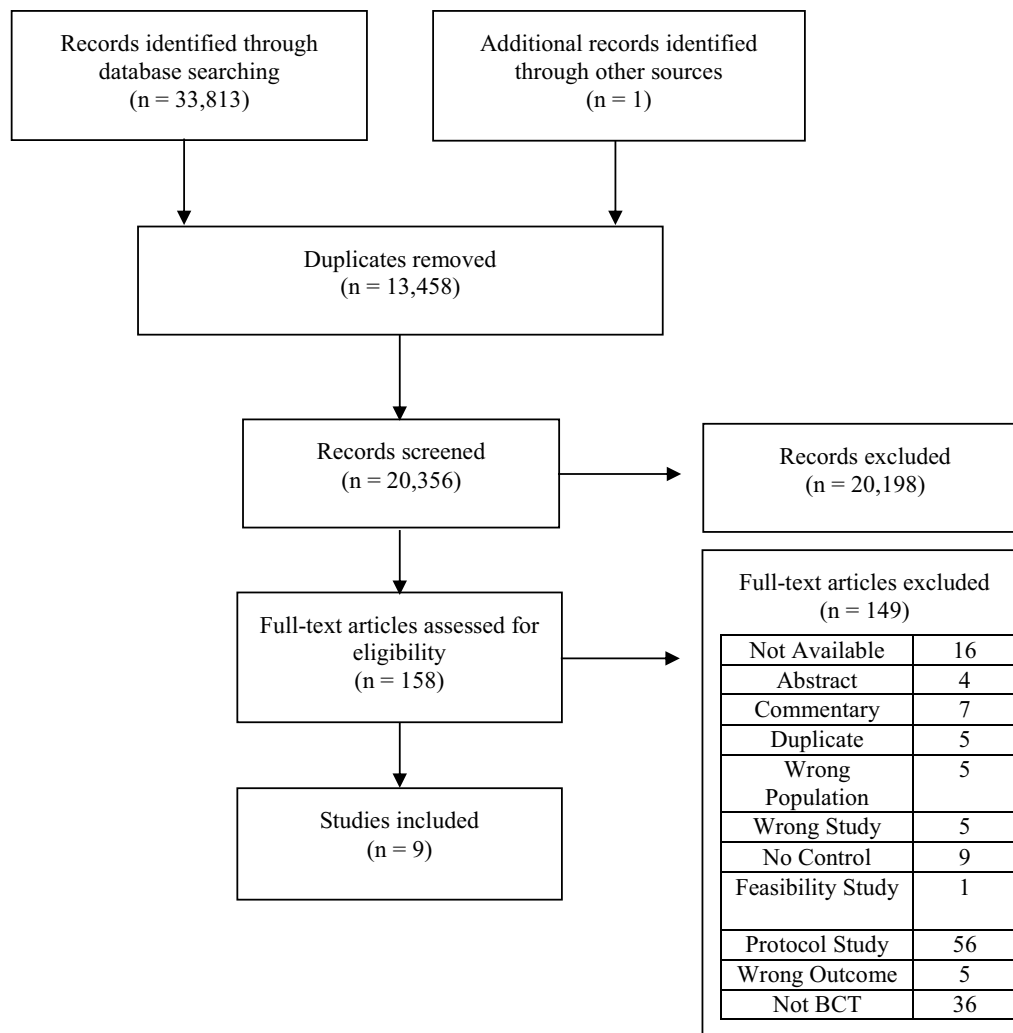 Records identified through
database searching
(n = 33,813)
Additional records identified
through other sources
(n = 1)
Duplicates removed
(n = 13,458)
Records screened
(n = 20,356)
Records excluded
(n = 20,198)
Full-text articles assessed for
eligibility
(n = 158)
Full-text articles excluded
(n = 149)
Not Available 16
Abstract 4
Commentary 7
Duplicate 5
Wrong 5
Population
Wrong Study 5
No Control 9
Feasibility Study 1
Protocol Study 56
Wrong Outcome 5
Not BCT 36
Studies included
(n = 9)